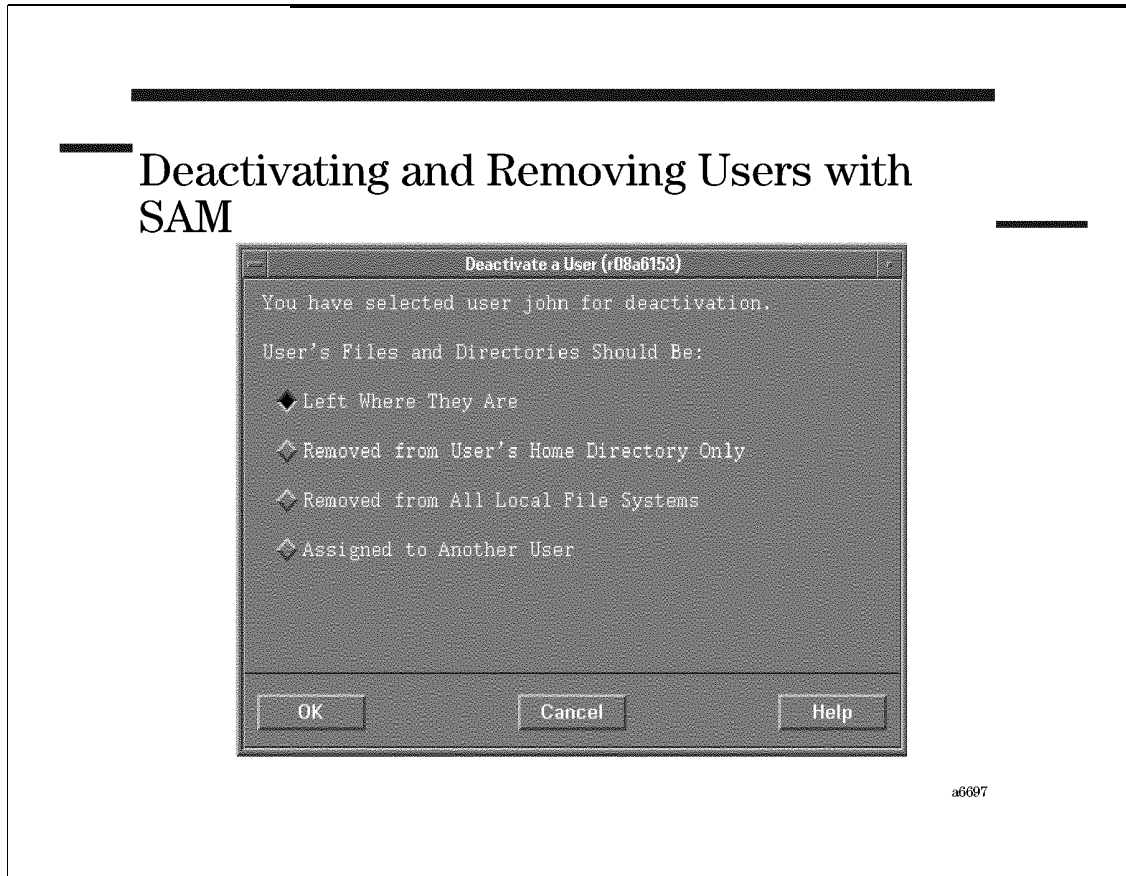 Deactivating and Removing Users with
SAM
Deactivate a User (r08a6153)
You have selected user john for deactivation.
User's Files and Directories Should Be:
Left Where They Are
Removed from User's Home Directory Only
Removed from All Local File Systems
Assigned to Another User
OK Cancel Help
a6697